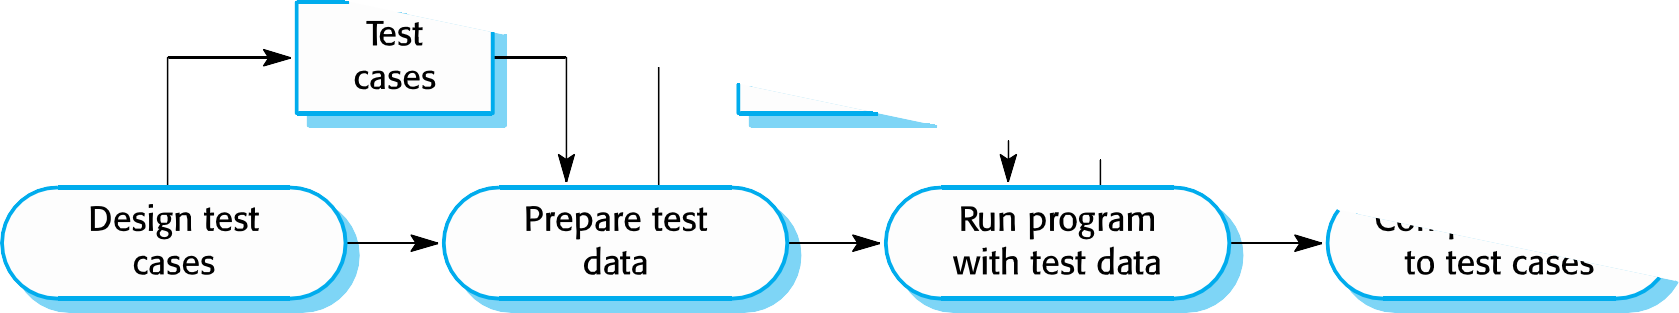 Test
cases
Design test
cases
Prepare test
data
Run program
with test data
to test cases